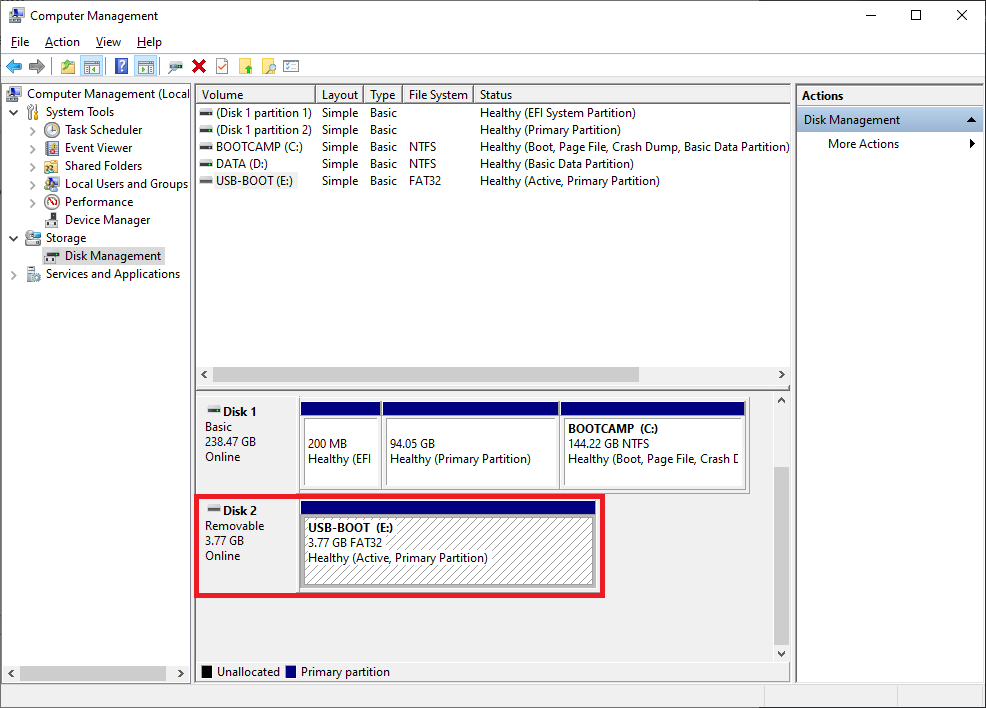 Computer Management
File Action View Help
Computer Management (Local
System Tools
Task Scheduler
Event Viewer
Shared Folders
Local Users and Groups
Performance
Device Manager
Storage
Disk Management
Services and Applications
Volume Layout Type File System Status
(Disk 1 partition 1) Simple Basic Healthy (EFI System Partition)
(Disk 1 partition 2) Simple Basic Healthy (Primary Partition)
BOOTCAMP (C:) Simple Basic NTFS Healthy (Boot, Page File, Crash Dump, Basic Data Partition)
DATA (D:) Simple Basic NTFS Healthy (Basic Data Partition)
USB-BOOT (E:) Simple Basic FAT32 Healthy (Active, Primary Partition)
Disk 1
Basic
238.47 GB
Online
200 MB
Healthy (EFI
94.05 GB
Healthy (Primary Partition)
BOOTCAMP (C:)
144.22 GB NTFS
Healthy (Boot, Page File, Crash D
Disk 2
Removable
3.77 GB
Online
USB-BOOT (E:)
3.77 GB FAT32
Healthy (Active, Primary Partition)
Unallocated Primary partition
Actions
Disk Management
More Actions